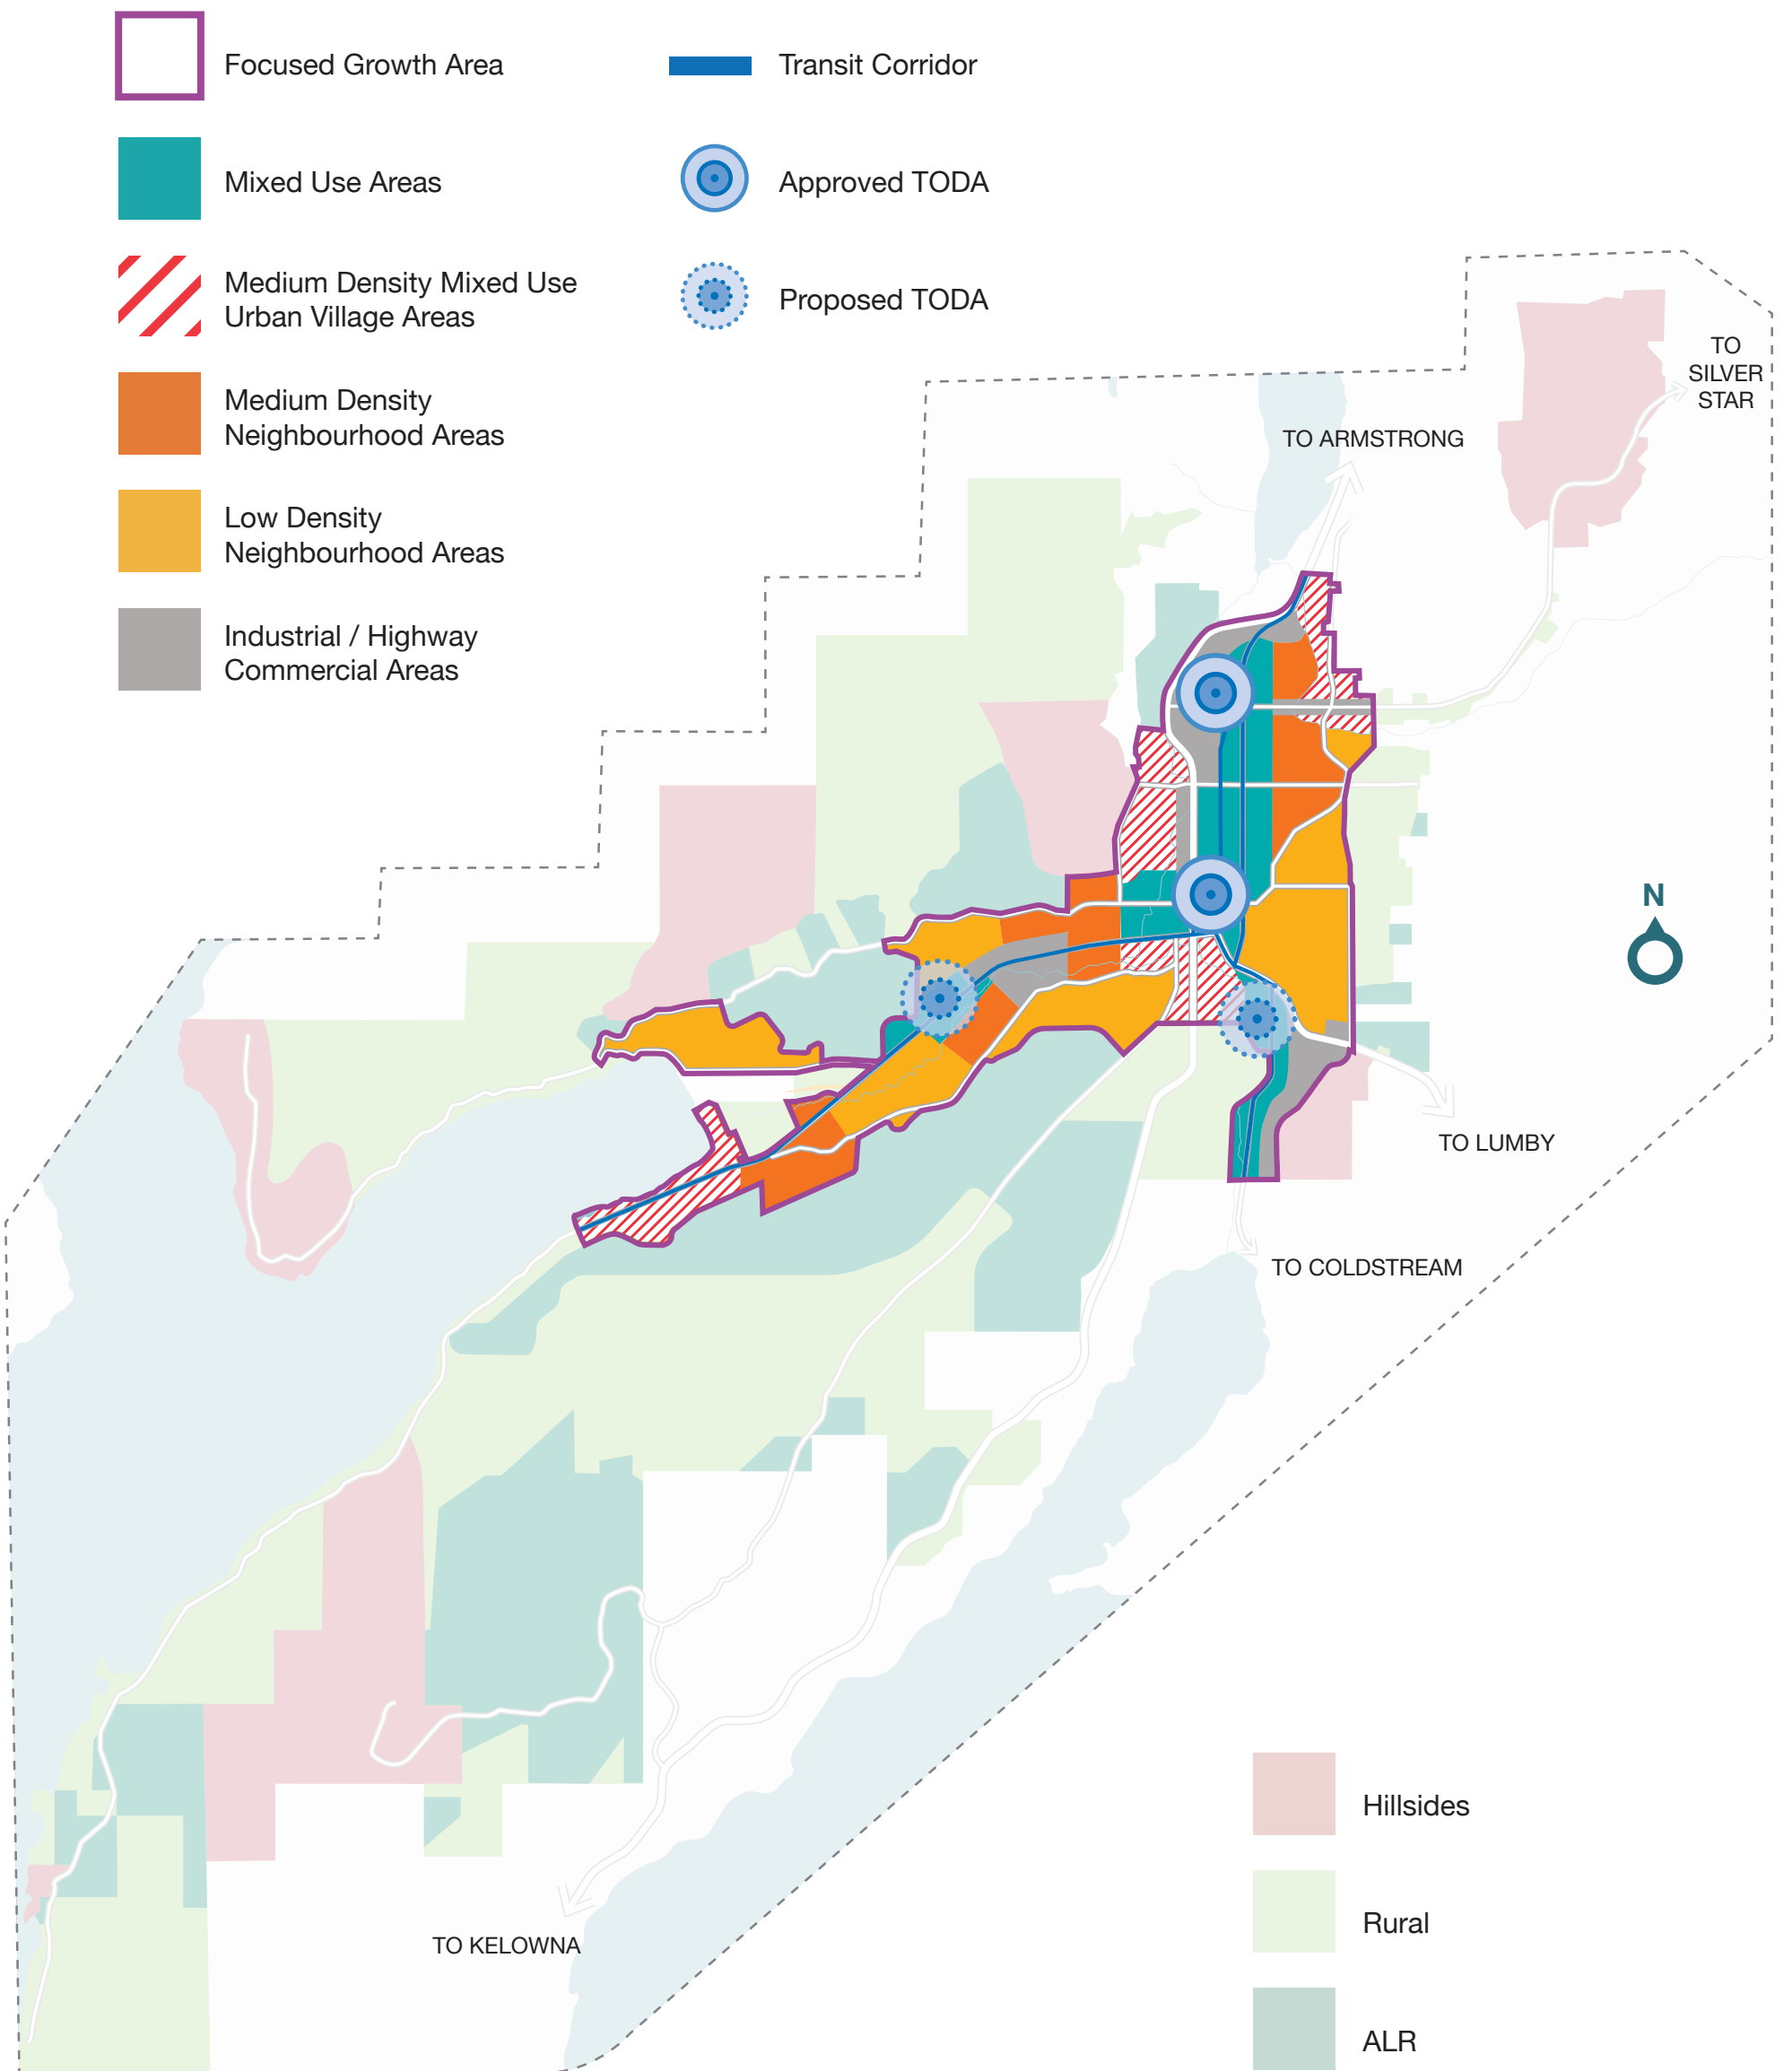 Focused Growth Area
Mixed Use Areas
Medium Density Mixed Use
Urban Village Areas
Medium Density
Neighbourhood Areas
Low Density
Neighbourhood Areas
Industrial / Highway
Commercial Areas
Transit Corridor
Approved TODA
Proposed TODA
TO
SILVER
STAR
TO ARMSTRONG
N
TO LUMBY
TO COLDSTREAM
TO KELOWNA
Hillsides
Rural
ALR